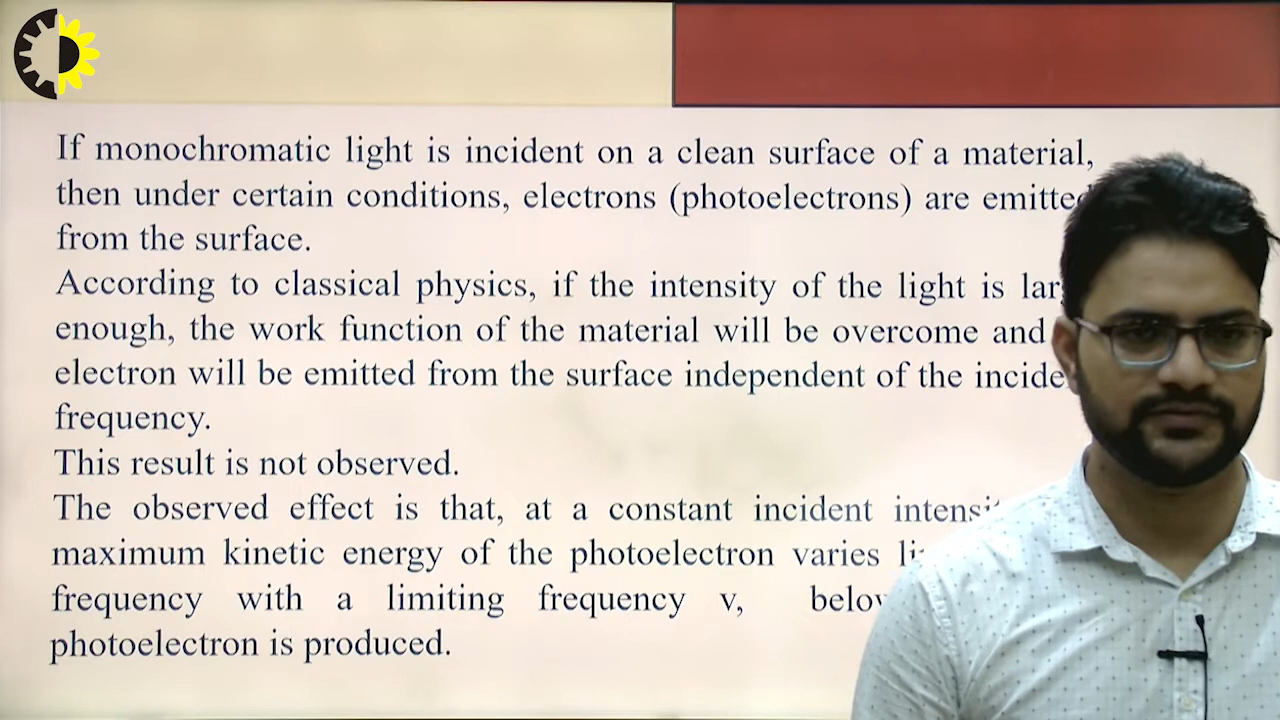 If monochromatic light is incident on a clean surface of a material,
then under certain conditions, electrons (photoelectrons) are emitted
from the surface.
According to classical physics, if the intensity of the light is
enough, the work function of the material will be overcome and
electron will be emitted from the surface independent of the
frequency.
This result is not observed.
The observed effect is that, at a constant incident
maximum kinetic energy of the photoelectron varies
frequency with a limiting frequency ν,
photoelectron is produced.